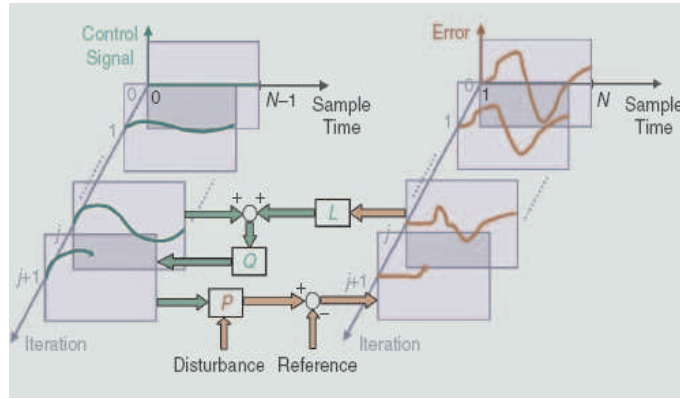 Control
Signal
Error
0
0
N–1
Sample
Time
0
1
N
Sample
Time
1
1
+
+
L
j
j
Q
j+1
j+1
P
+
−
Iteration
Iteration
Disturbance
Reference